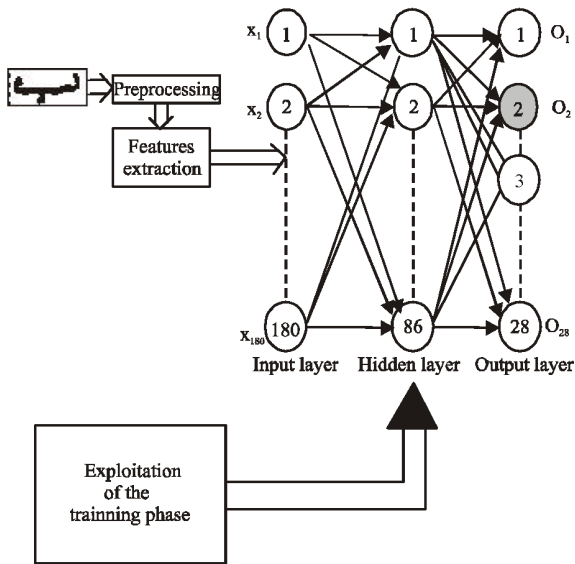 x1 1 1 1 O1
Preprocessing
x2 2 2 2 O2
Features
extraction
3
x180 180 86 28 O28
Input layer Hidden layer Output layer
Exploitation
of the
trainning phase